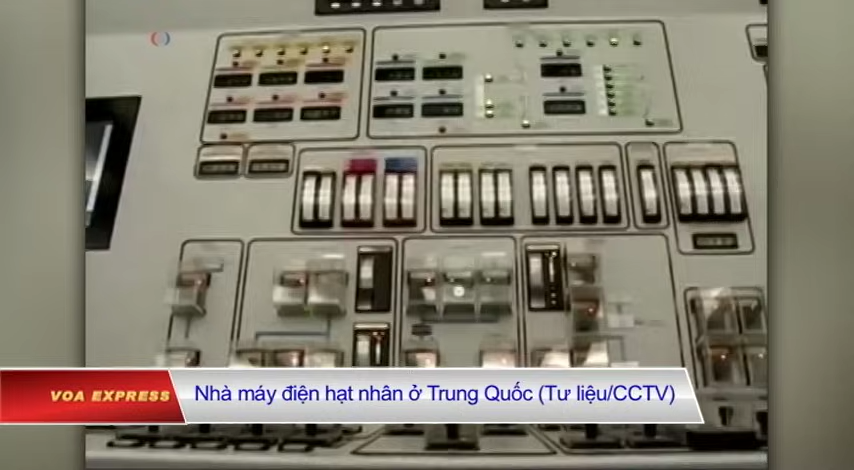 VOA EXPRESS
Nhà máy điện hạt nhân ở Trung Quốc (Tư liệu/CCTV)